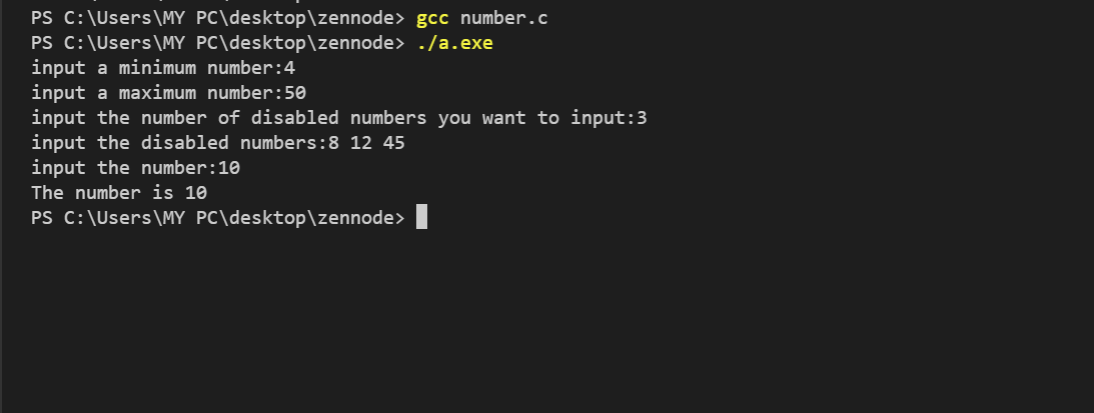 PS C:\Users\MY PC\desktop\zennode> gcc number.c
PS C:\Users\MY PC\desktop\zennode> ./a.exe
input a minimum number:4
input a maximum number:50
input the number of disabled numbers you want to input:3
input the disabled numbers:8 12 45
input the number:10
The number is 10
PS C:\Users\MY PC\desktop\zennode>